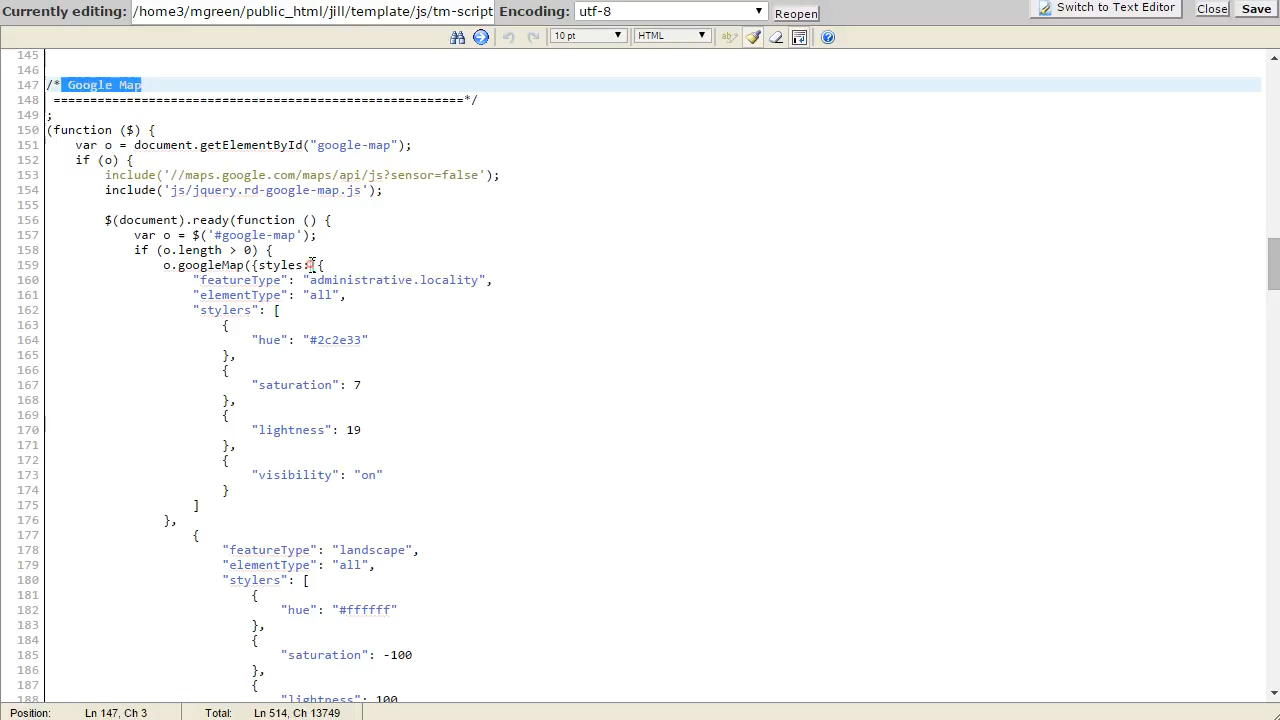 Currently editing: /home3/mgreen/public_html/jill/template/js/tm-script Encoding: utf-8 Reopen Switch to Text Editor Close Save
10 pt HTML
145
146
147 /* Google Map
148 =========================================================*/
149 ;
150 (function ($) {
151 var o = document.getElementById("google-map");
152 if (o) {
153 include('//maps.google.com/maps/api/js?sensor=false');
154 include('js/jquery.rd-google-map.js');
155
156 $(document).ready(function () {
157 var o = $('#google-map');
158 if (o.length > 0) {
159 o.googleMap({styles:[{
160 "featureType": "administrative.locality",
161 "elementType": "all",
162 "stylers": [
163 {
164 "hue": "#2c2e33"
165 },
166 {
167 "saturation": 7
168 },
169 {
170 "lightness": 19
171 },
172 {
173 "visibility": "on"
174 }
175 ]
176 },
177 {
178 "featureType": "landscape",
179 "elementType": "all",
180 "stylers": [
181 {
182 "hue": "#ffffff"
183 },
184 {
185 "saturation": -100
186 },
187 {
188 "lightness": 100
Position: Ln 147, Ch 3 Total: Ln 514, Ch 13749